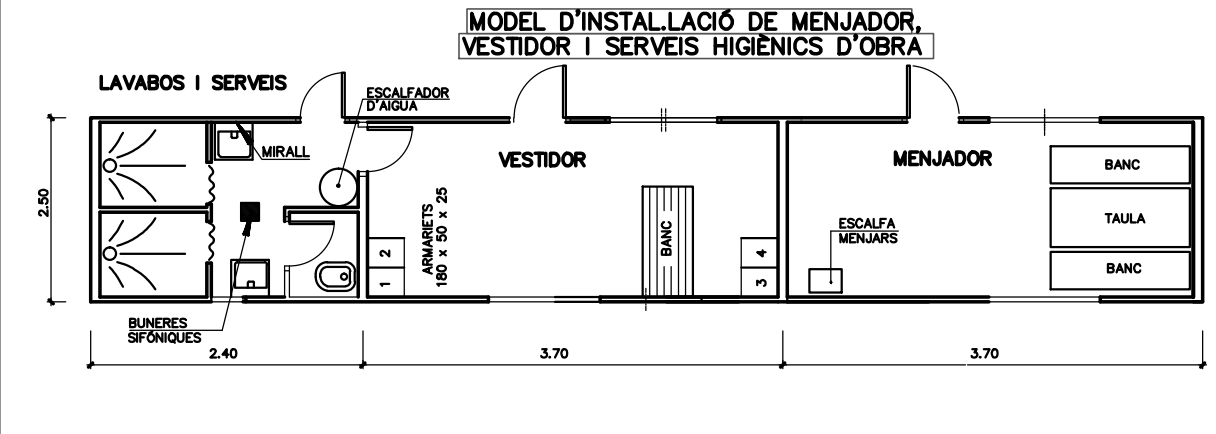 MODEL D'INSTAL.LACIÓ DE MENJADOR,
VESTIDOR I SERVEIS HIGIÈNICS D'OBRA
LAVABOS I SERVEIS
ESCALFADOR
D'AIGUA
MIRALL
VESTIDOR
MENJADOR
BANC
TAULA
BANC
2.50
ARMARIETS
180 x 50 x 25
BANC
ESCALFA
MENJARS
2
1
4
3
BUNERES
SIFÓNIQUES
2.40
3.70
3.70